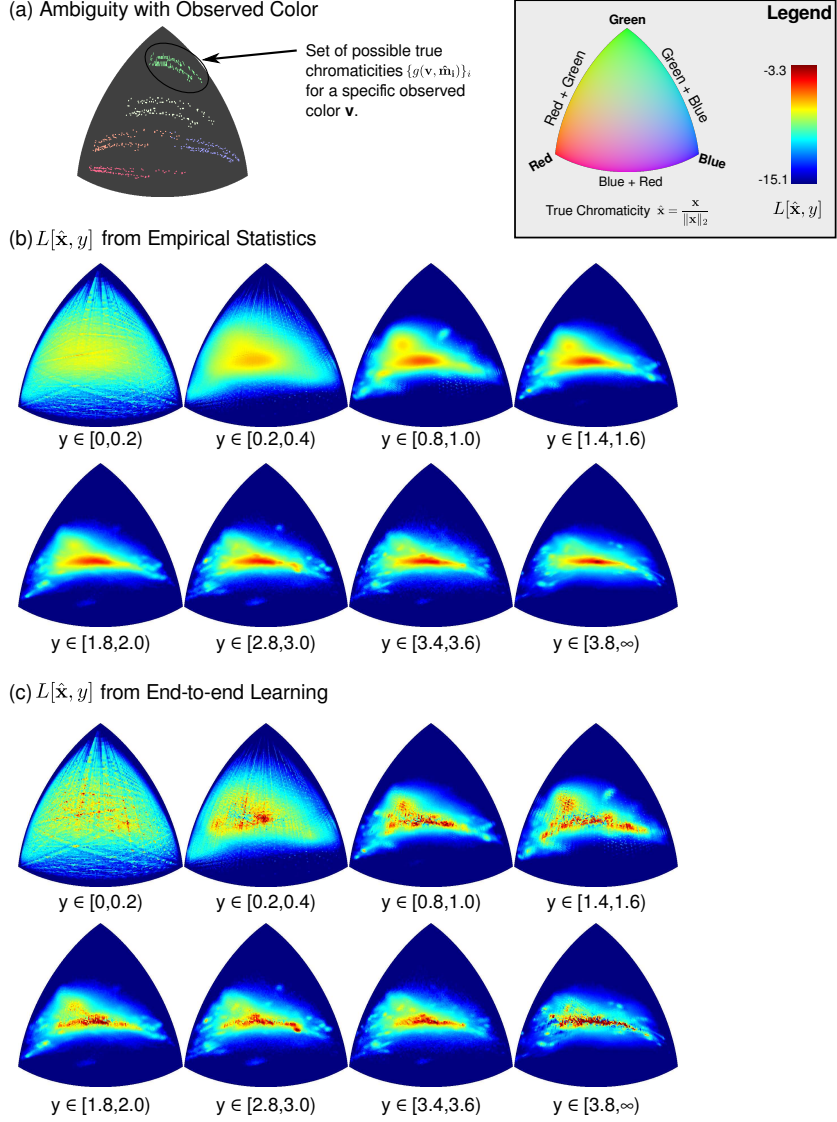 (a) Ambiguity with Observed Color
Set of possible true
chromaticities {g(v, m̂ᵢ)}ᵢ
for a specific observed
color v.
Legend
Green
Red + Green
Green + Blue
Red
Blue
Blue + Red
True Chromaticity x̂ = x / ‖x‖₂
-3.3
-15.1
L[x̂, y]
(b) L[x̂, y] from Empirical Statistics
y ∈ [0,0.2)
y ∈ [0.2,0.4)
y ∈ [0.8,1.0)
y ∈ [1.4,1.6)
y ∈ [1.8,2.0)
y ∈ [2.8,3.0)
y ∈ [3.4,3.6)
y ∈ [3.8,∞)
(c) L[x̂, y] from End-to-end Learning
y ∈ [0,0.2)
y ∈ [0.2,0.4)
y ∈ [0.8,1.0)
y ∈ [1.4,1.6)
y ∈ [1.8,2.0)
y ∈ [2.8,3.0)
y ∈ [3.4,3.6)
y ∈ [3.8,∞)